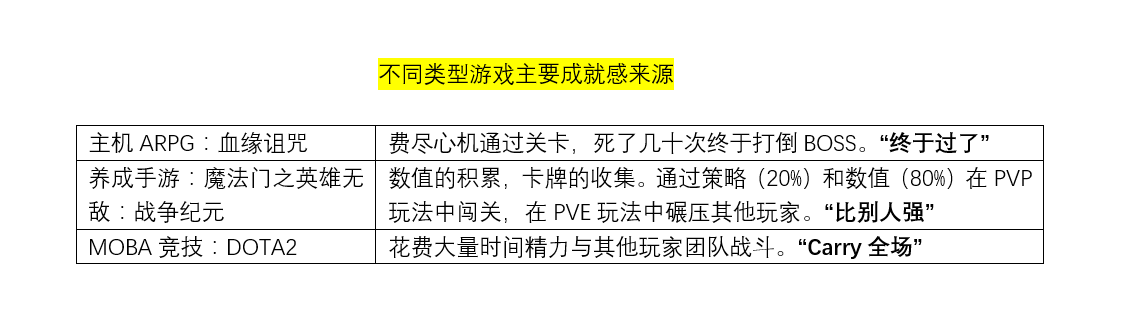 不同类型游戏主要成就感来源
主机 ARPG：血缘诅咒
费尽心机通过关卡，死了几十次终于打倒 BOSS。“终于过了”
养成手游：魔法门之英雄无
敌：战争纪元
数值的积累，卡牌的收集。通过策略（20%）和数值（80%）在 PVP
玩法中闯关，在 PVE 玩法中碾压其他玩家。“比别人强”
MOBA 竞技：DOTA2
花费大量时间精力与其他玩家团队战斗。“Carry 全场”